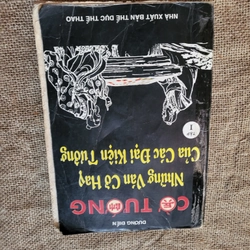 DƯƠNG
CỜ TƯỚNG
Những Ván Cờ Hay
Của Các Đại Kiện Tướng
TẬP
1
NHÀ XUẤT BẢN THỂ DỤC THỂ THAO